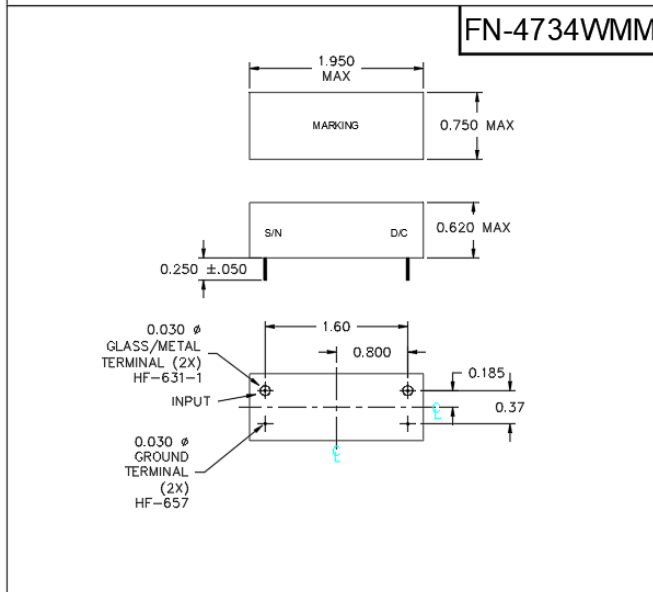 FN-4734WMM
1.950
MAX
MARKING
0.750 MAX
S/N
D/C
0.620 MAX
0.250 ±.050
1.60
0.800
0.030 ø
GLASS/METAL
TERMINAL (2X)
HF-631-1
INPUT
0.185
0.37
℄
℄
0.030 ø
GROUND
TERMINAL
(2X)
HF-657